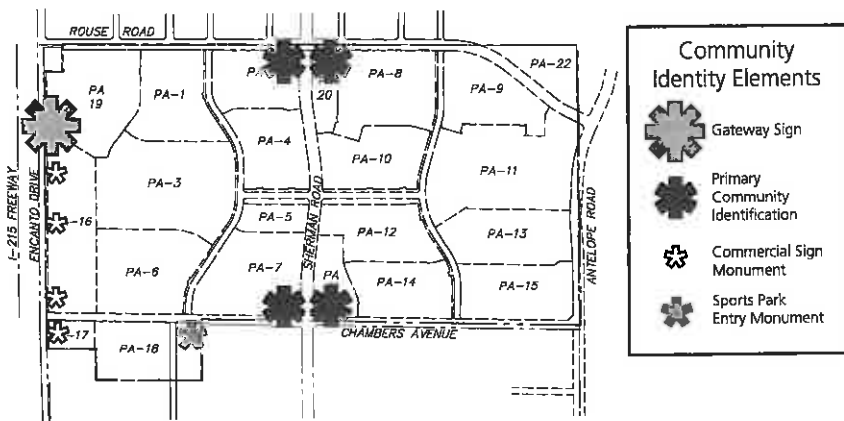 ROUSE ROAD
PA-22
PA 19
PA-1
PA
20
PA-8
PA-9
PA-4
PA-10
PA-3
PA-11
I-215 FREEWAY
ENCANTO DRIVE
-16
PA-5
SHERMAN ROAD
PA-12
PA-13
ANTELOPE ROAD
PA-6
PA-7
PA
PA-14
PA-15
-17
PA-18
CHAMBERS AVENUE
Community
Identity Elements
Gateway Sign
Primary
Community
Identification
Commercial Sign
Monument
Sports Park
Entry Monument